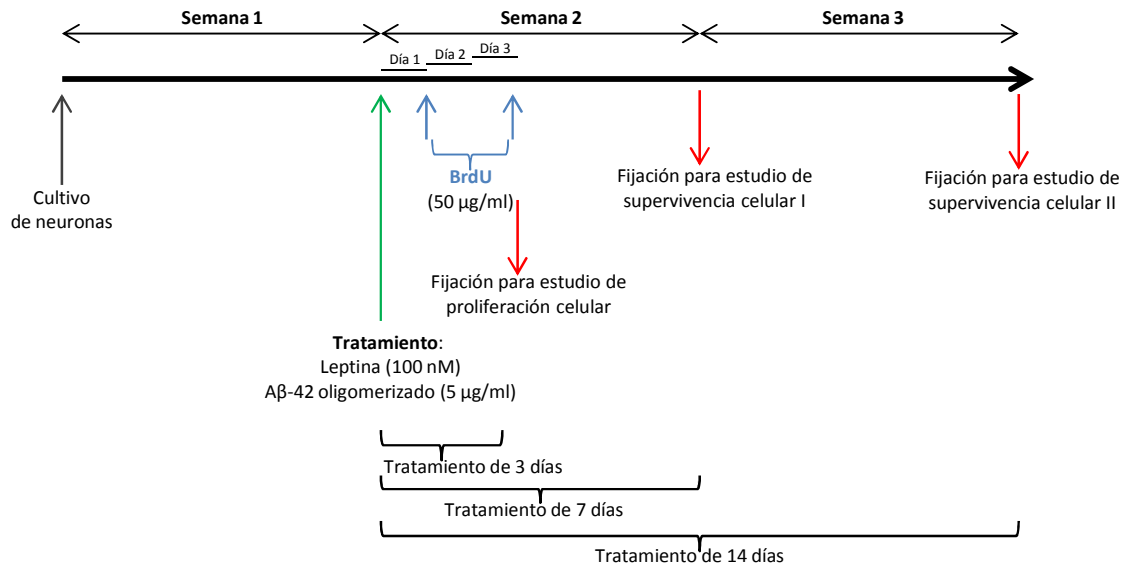 Semana 1
Semana 2
Semana 3
Día 1
Día 2
Día 3
Cultivo
de neuronas
BrdU
(50 µg/ml)
Fijación para estudio de
supervivencia celular I
Fijación para estudio de
supervivencia celular II
Fijación para estudio de
proliferación celular
Tratamiento:
Leptina (100 nM)
Aβ-42 oligomerizado (5 µg/ml)
Tratamiento de 3 días
Tratamiento de 7 días
Tratamiento de 14 días